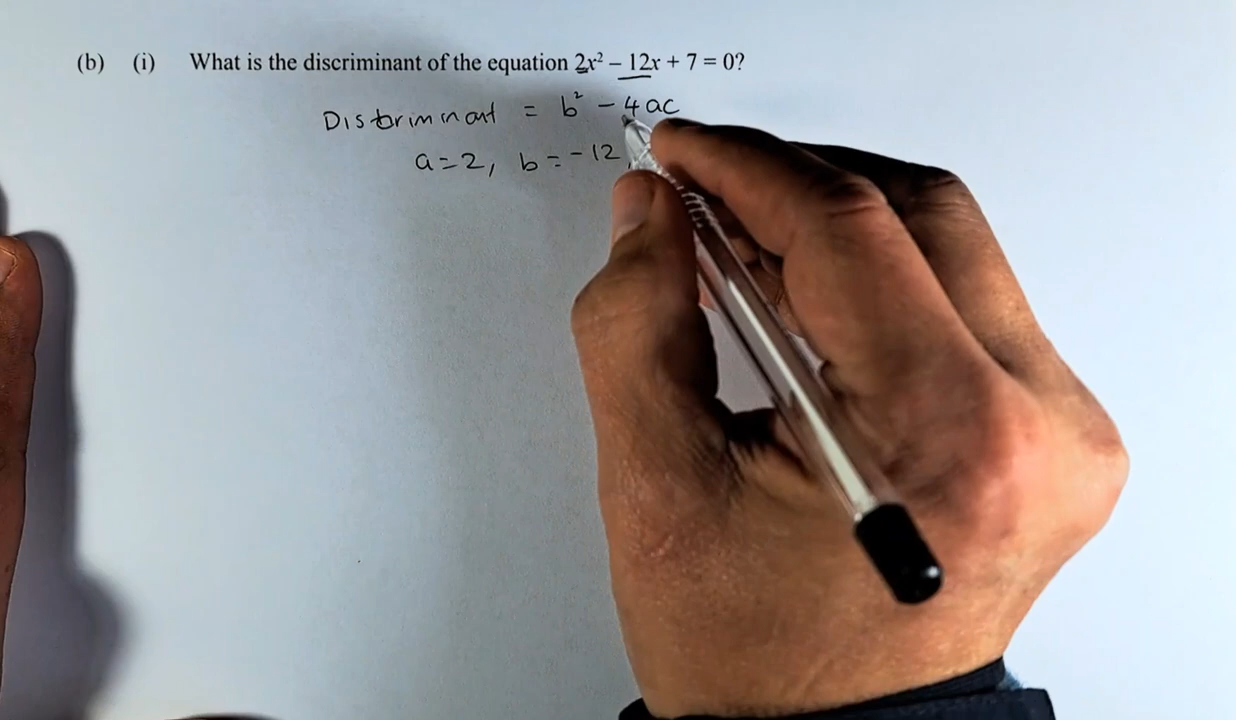 (b) (i) What is the discriminant of the equation 2x² – 12x + 7 = 0?
Discriminant = b² - 4ac
a=2, b=-12,